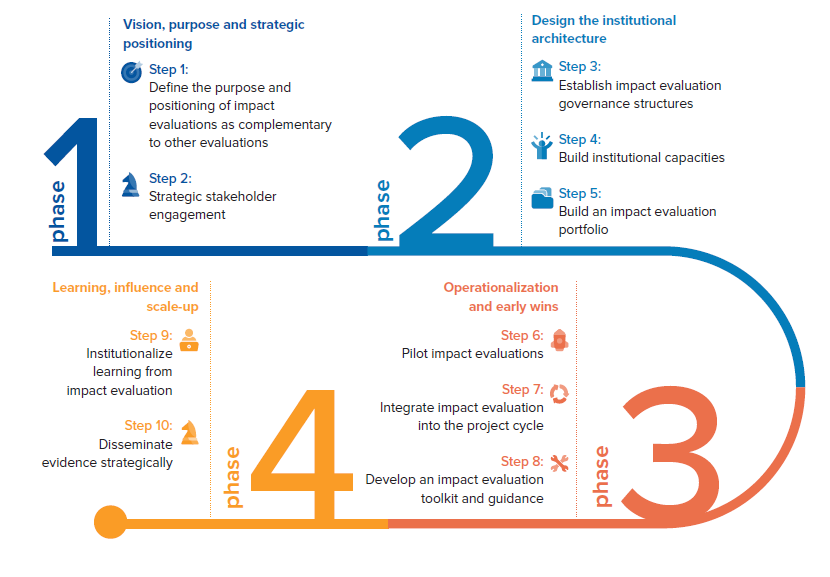 phase
1
Vision, purpose and strategic
positioning
Step 1:
Define the purpose and
positioning of impact
evaluations as complementary
to other evaluations
Step 2:
Strategic stakeholder
engagement
phase
2
Design the institutional
architecture
Step 3:
Establish impact evaluation
governance structures
Step 4:
Build institutional capacities
Step 5:
Build an impact evaluation
portfolio
phase
3
Operationalization
and early wins
Step 6:
Pilot impact evaluations
Step 7:
Integrate impact evaluation
into the project cycle
Step 8:
Develop an impact evaluation
toolkit and guidance
phase
4
Learning, influence and
scale-up
Step 9:
Institutionalize
learning from
impact evaluation
Step 10:
Disseminate
evidence strategically